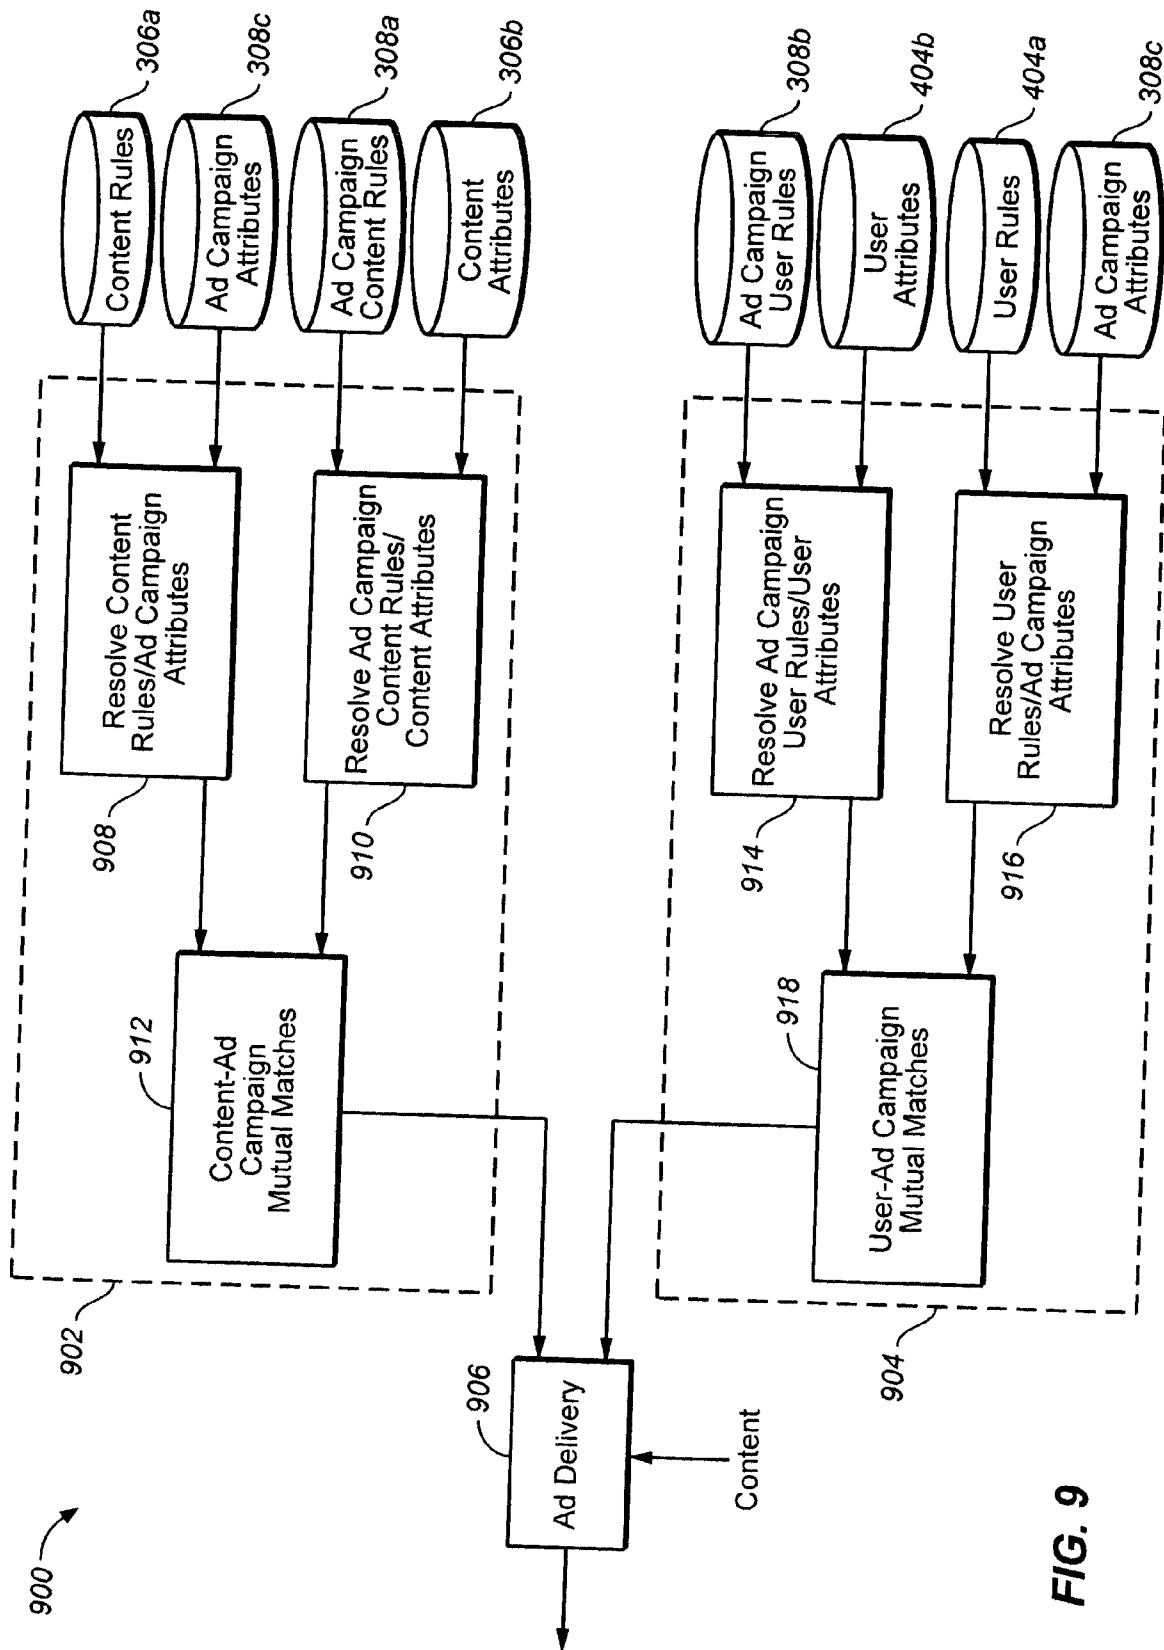 900
902
912
Content-Ad
Campaign
Mutual Matches
908
Resolve Content
Rules/Ad Campaign
Attributes
910
Resolve Ad Campaign
Content Rules/
Content Attributes
Content Rules
306a
Ad Campaign
Attributes
308c
Ad Campaign
Content Rules
308a
Content
Attributes
306b
906
Ad Delivery
Content
904
918
User-Ad Campaign
Mutual Matches
914
Resolve Ad Campaign
User Rules/User
Attributes
916
Resolve User
Rules/Ad Campaign
Attributes
Ad Campaign
User Rules
308b
User
Attributes
404b
User Rules
404a
Ad Campaign
Attributes
308c
FIG. 9